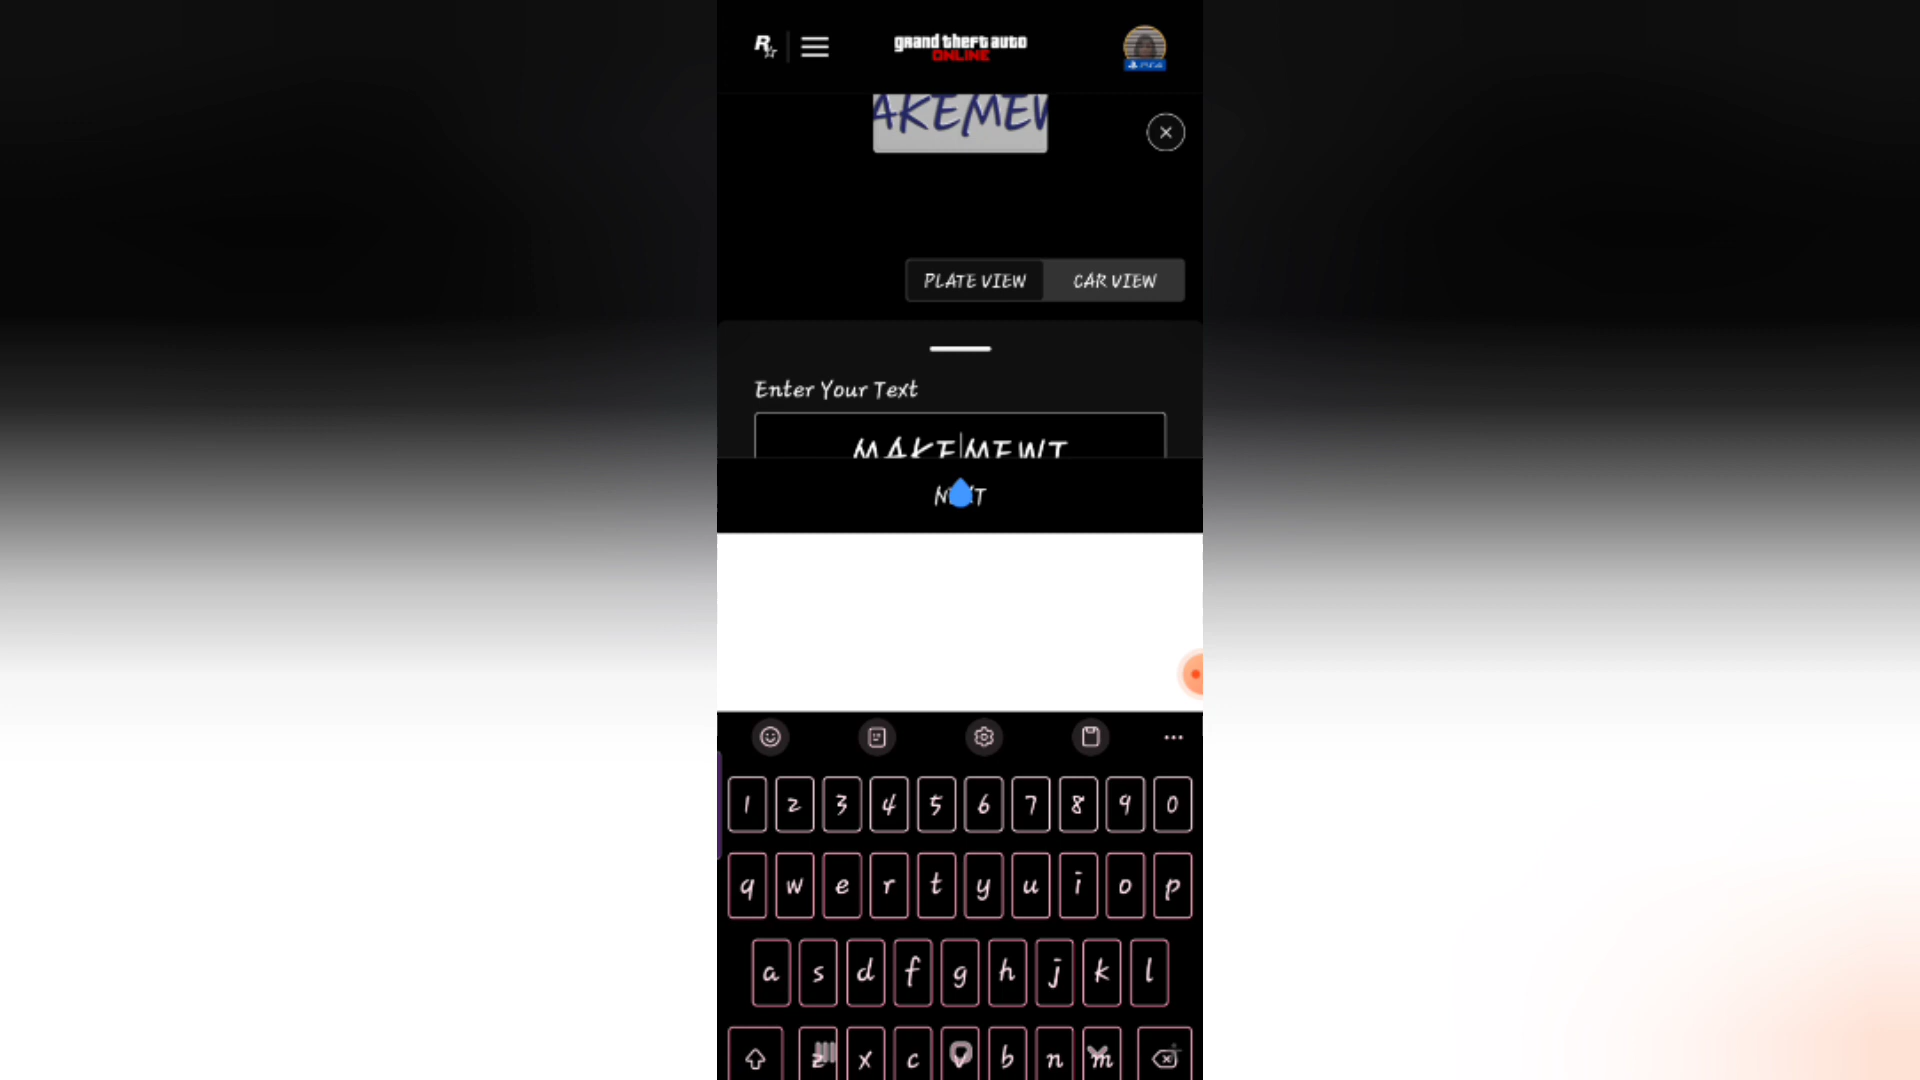 R
grand theft auto
ONLINE
PS4
AKEMEW
PLATE VIEW CAR VIEW
Enter Your Text
MAKEMEWT
1 2 3 4 5 6 7 8 9 0
q w e r t y u i o p
a s d f g h j k l
z x c v b n m